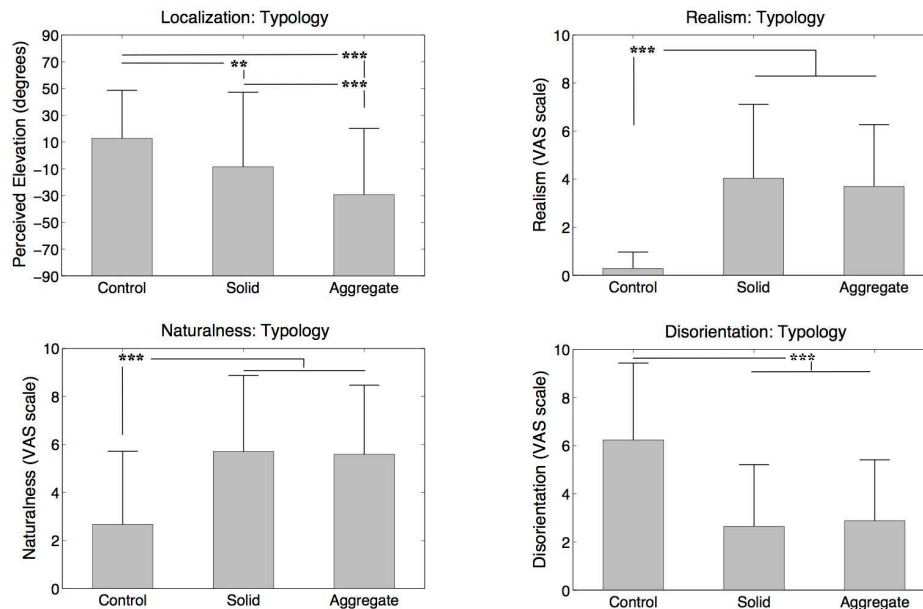 Localization: Typology
Perceived Elevation (degrees)
90
70
50
30
10
−10
−30
−50
−70
−90
***
**
***
Control Solid Aggregate
Realism: Typology
Realism (VAS scale)
10
8
6
4
2
0
***
Control Solid Aggregate
Naturalness: Typology
Naturalness (VAS scale)
10
8
6
4
2
0
***
Control Solid Aggregate
Disorientation: Typology
Disorientation (VAS scale)
10
8
6
4
2
0
***
Control Solid Aggregate